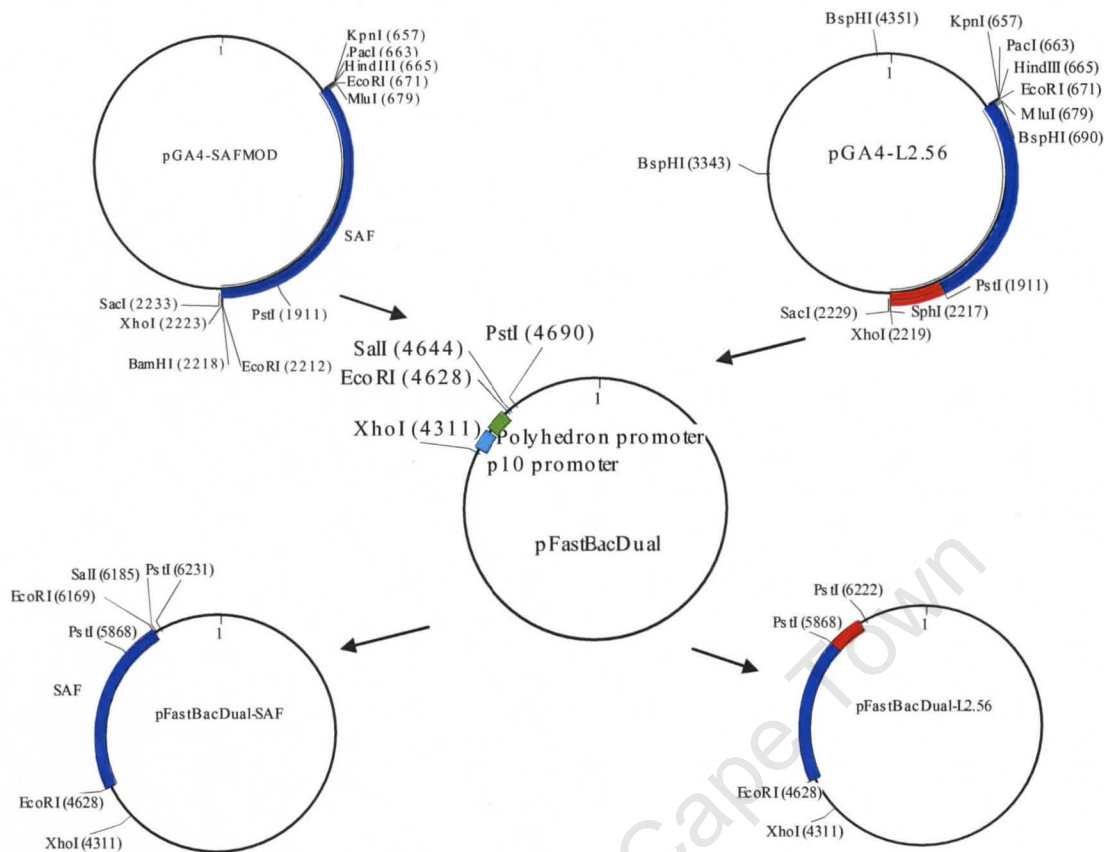 1
KpnI (657)
PacI (663)
HindIII (665)
EcoRI (671)
MluI (679)
pGA4-SAFMOD
SAF
SacI (2233)
XhoI (2223)
PstI (1911)
BamHI (2218)
EcoRI (2212)
BspHI (4351)
KpnI (657)
1
PacI (663)
HindIII (665)
EcoRI (671)
MluI (679)
BspHI (690)
pGA4-L2.56
BspHI (3343)
PstI (1911)
SacI (2229)
SphI (2217)
XhoI (2219)
PstI (4690)
SalI (4644)
EcoRI (4628)
1
XhoI (4311)
Polyhedron promoter
p10 promoter
pFastBacDual
SalI (6185)
PstI (6231)
EcoRI (6169)
1
PstI (5868)
SAF
pFastBacDual-SAF
EcoRI (4628)
XhoI (4311)
PstI (6222)
PstI (5868)
1
pFastBacDual-L2.56
EcoRI (4628)
XhoI (4311)
Cape Town